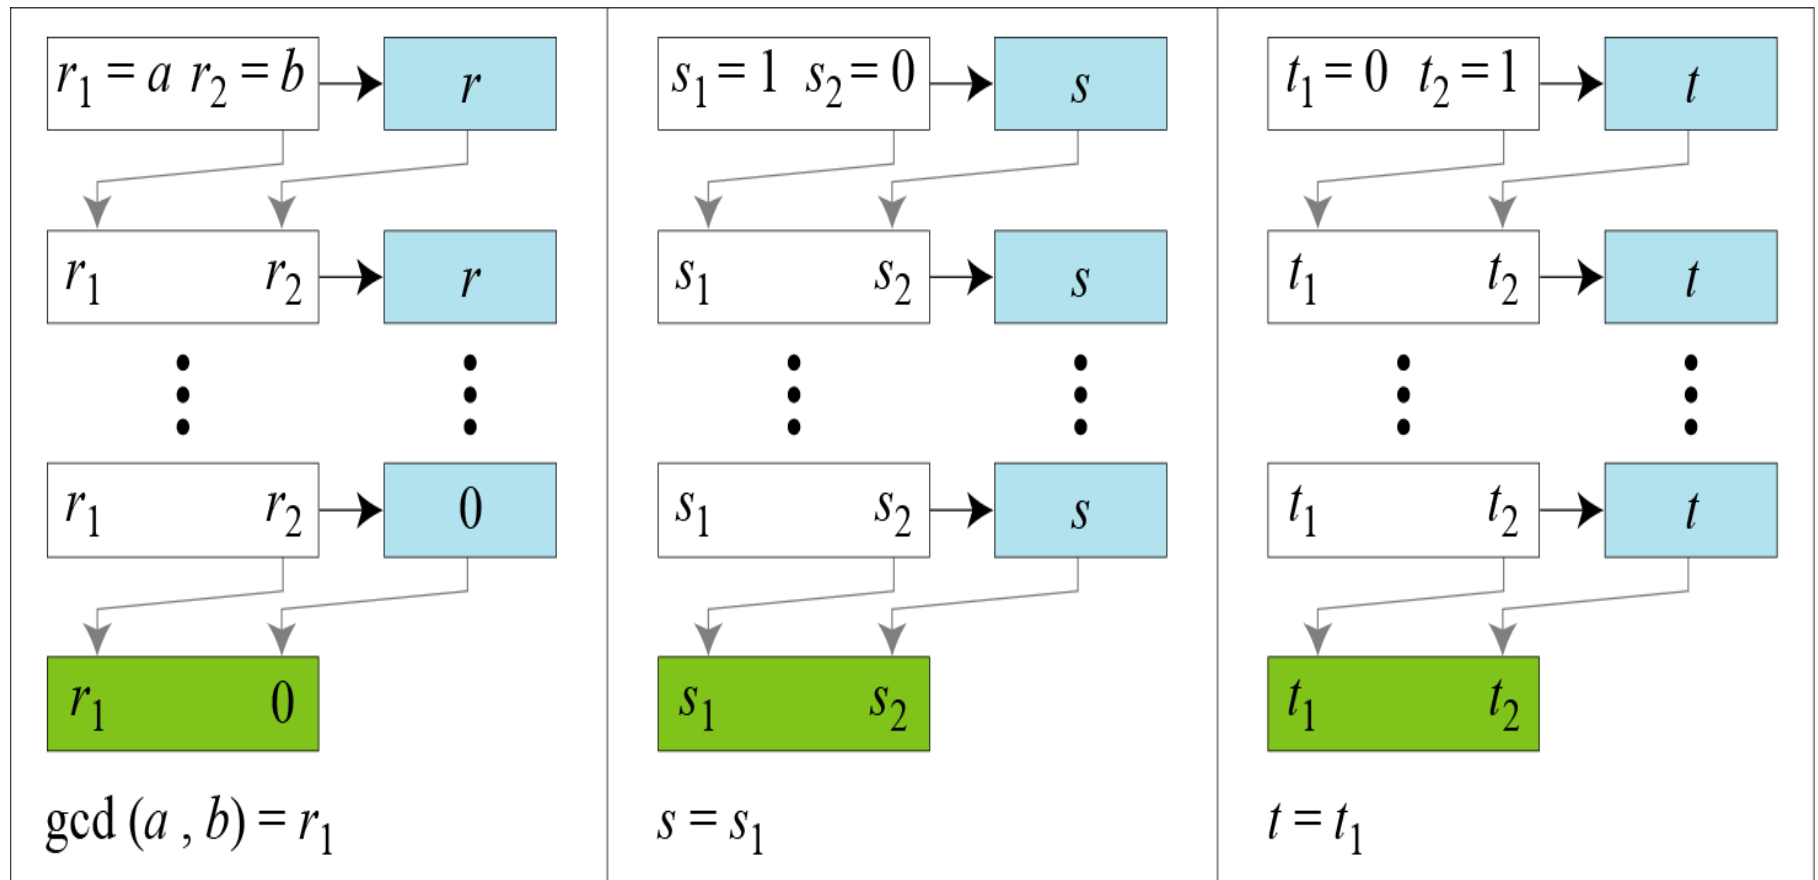 r₁ = a r₂ = b r s₁ = 1 s₂ = 0 s t₁ = 0 t₂ = 1 t
r₁ r₂ r s₁ s₂ s t₁ t₂ t
r₁ r₂ 0 s₁ s₂ s t₁ t₂ t
r₁ 0 s₁ s₂ t₁ t₂
gcd (a , b) = r₁ s = s₁ t = t₁